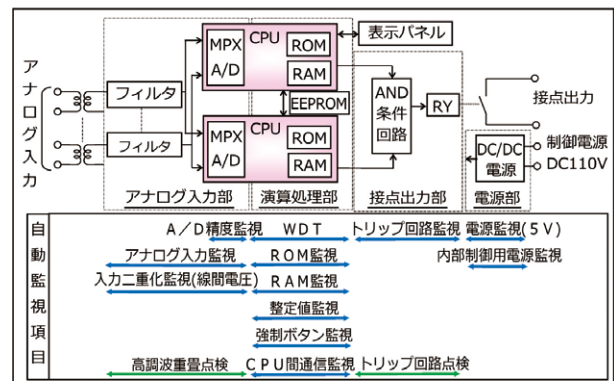 アナログ入力
フィルタ
フィルタ
MPX
A/D
CPU
ROM
RAM
EEPROM
MPX
A/D
CPU
ROM
RAM
表示パネル
AND
条件
回路
RY
接点出力
DC/DC
電源
制御電源
DC110V
アナログ入力部
演算処理部
接点出力部
電源部
自動監視項目
A／D精度監視
WDT
トリップ回路監視
電源監視(5V)
アナログ入力監視
ROM監視
内部制御用電源監視
入力二重化監視(線間電圧)
RAM監視
整定値監視
強制ボタン監視
高調波重畳点検
CPU間通信監視
トリップ回路点検